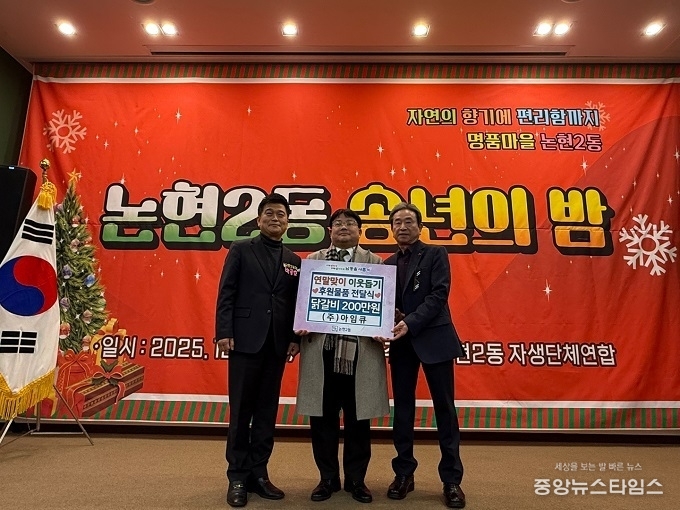 자연의 향기에 편리함까지
명품마을 논현2동
논현2동 송년의 밤
연말맞이 이웃돕기
♥후원물품 전달식♥
닭갈비 200만원
(주)아임큐
·일시 : 2025. 1
2동 자생단체연합
세상을 보는 발 빠른 뉴스
중앙뉴스타임스